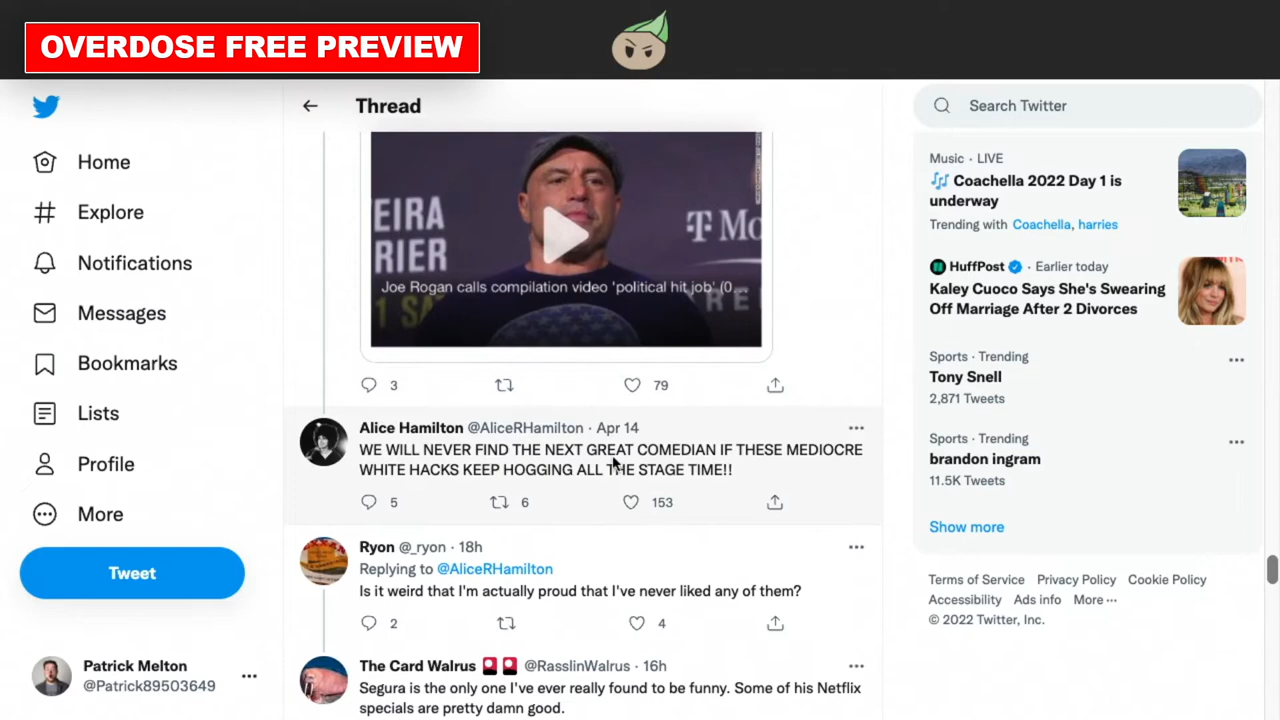 OVERDOSE FREE PREVIEW
Home
Explore
Notifications
Messages
Bookmarks
Lists
Profile
More
Tweet
Patrick Melton
@Patrick89503649
Thread
EIRA
RIER
T-Mo
Joe Rogan calls compilation video 'political hit job' (0...
3
79
Alice Hamilton @AliceRHamilton · Apr 14
WE WILL NEVER FIND THE NEXT GREAT COMEDIAN IF THESE MEDIOCRE
WHITE HACKS KEEP HOGGING ALL THE STAGE TIME!!
5 6 153
Ryon @_ryon · 18h
Replying to @AliceRHamilton
Is it weird that I'm actually proud that I've never liked any of them?
2 4
The Card Walrus 🎴🎴 @RasslinWalrus · 16h
Segura is the only one I've ever really found to be funny. Some of his Netflix
specials are pretty damn good.
Search Twitter
Music · LIVE
🎶 Coachella 2022 Day 1 is
underway
Trending with Coachella, harries
HuffPost · Earlier today
Kaley Cuoco Says She's Swearing
Off Marriage After 2 Divorces
Sports · Trending
Tony Snell
2,871 Tweets
Sports · Trending
brandon ingram
11.5K Tweets
Show more
Terms of Service Privacy Policy Cookie Policy
Accessibility Ads info More ···
© 2022 Twitter, Inc.